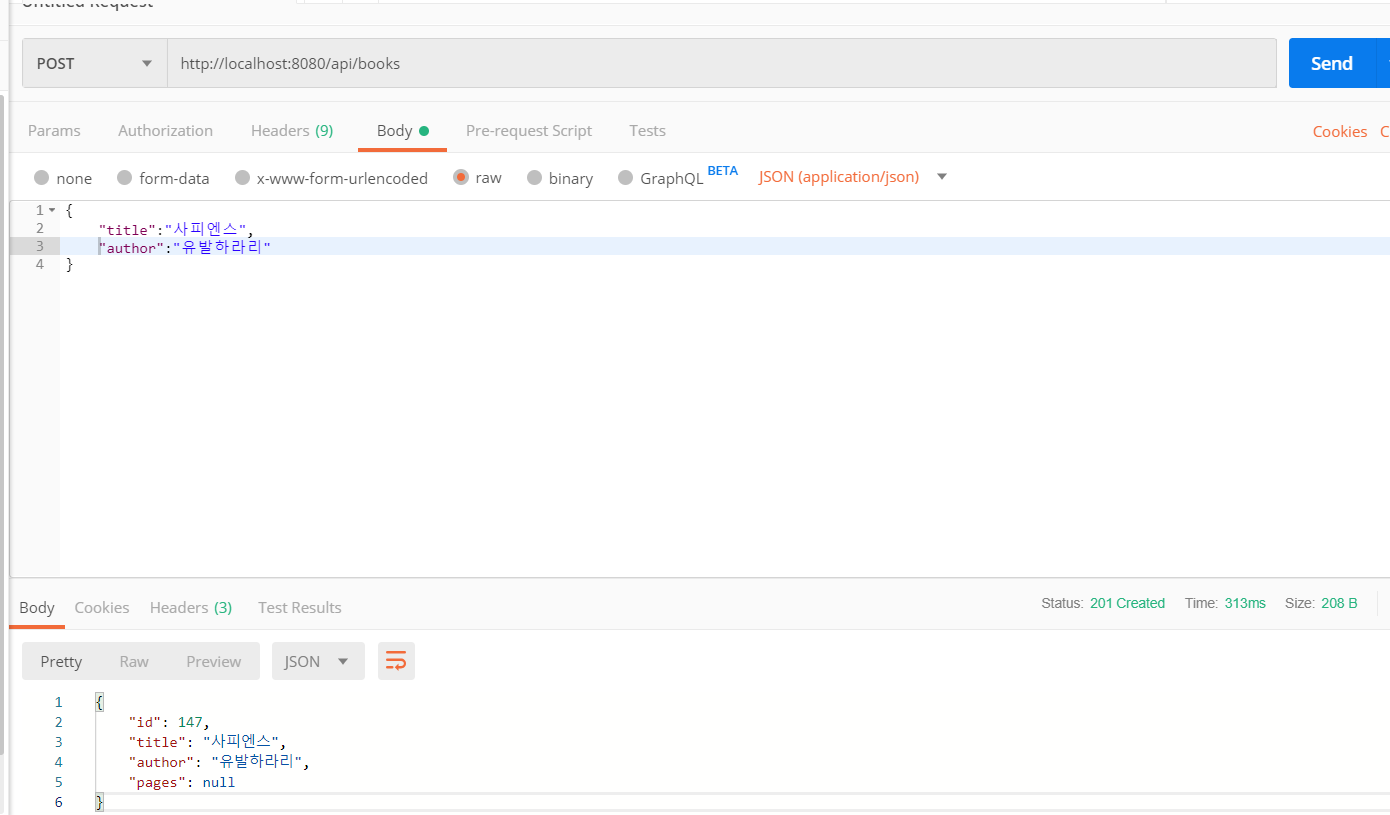 Untitled Request
POST http://localhost:8080/api/books Send
Params Authorization Headers (9) Body Pre-request Script Tests Cookies C
none form-data x-www-form-urlencoded raw binary GraphQL BETA JSON (application/json)
1 {
2 "title":"사피엔스",
3 "author":"유발하라리"
4 }
Body Cookies Headers (3) Test Results Status: 201 Created Time: 313ms Size: 208 B
Pretty Raw Preview JSON
1 {
2 "id": 147,
3 "title": "사피엔스",
4 "author": "유발하라리",
5 "pages": null
6 }